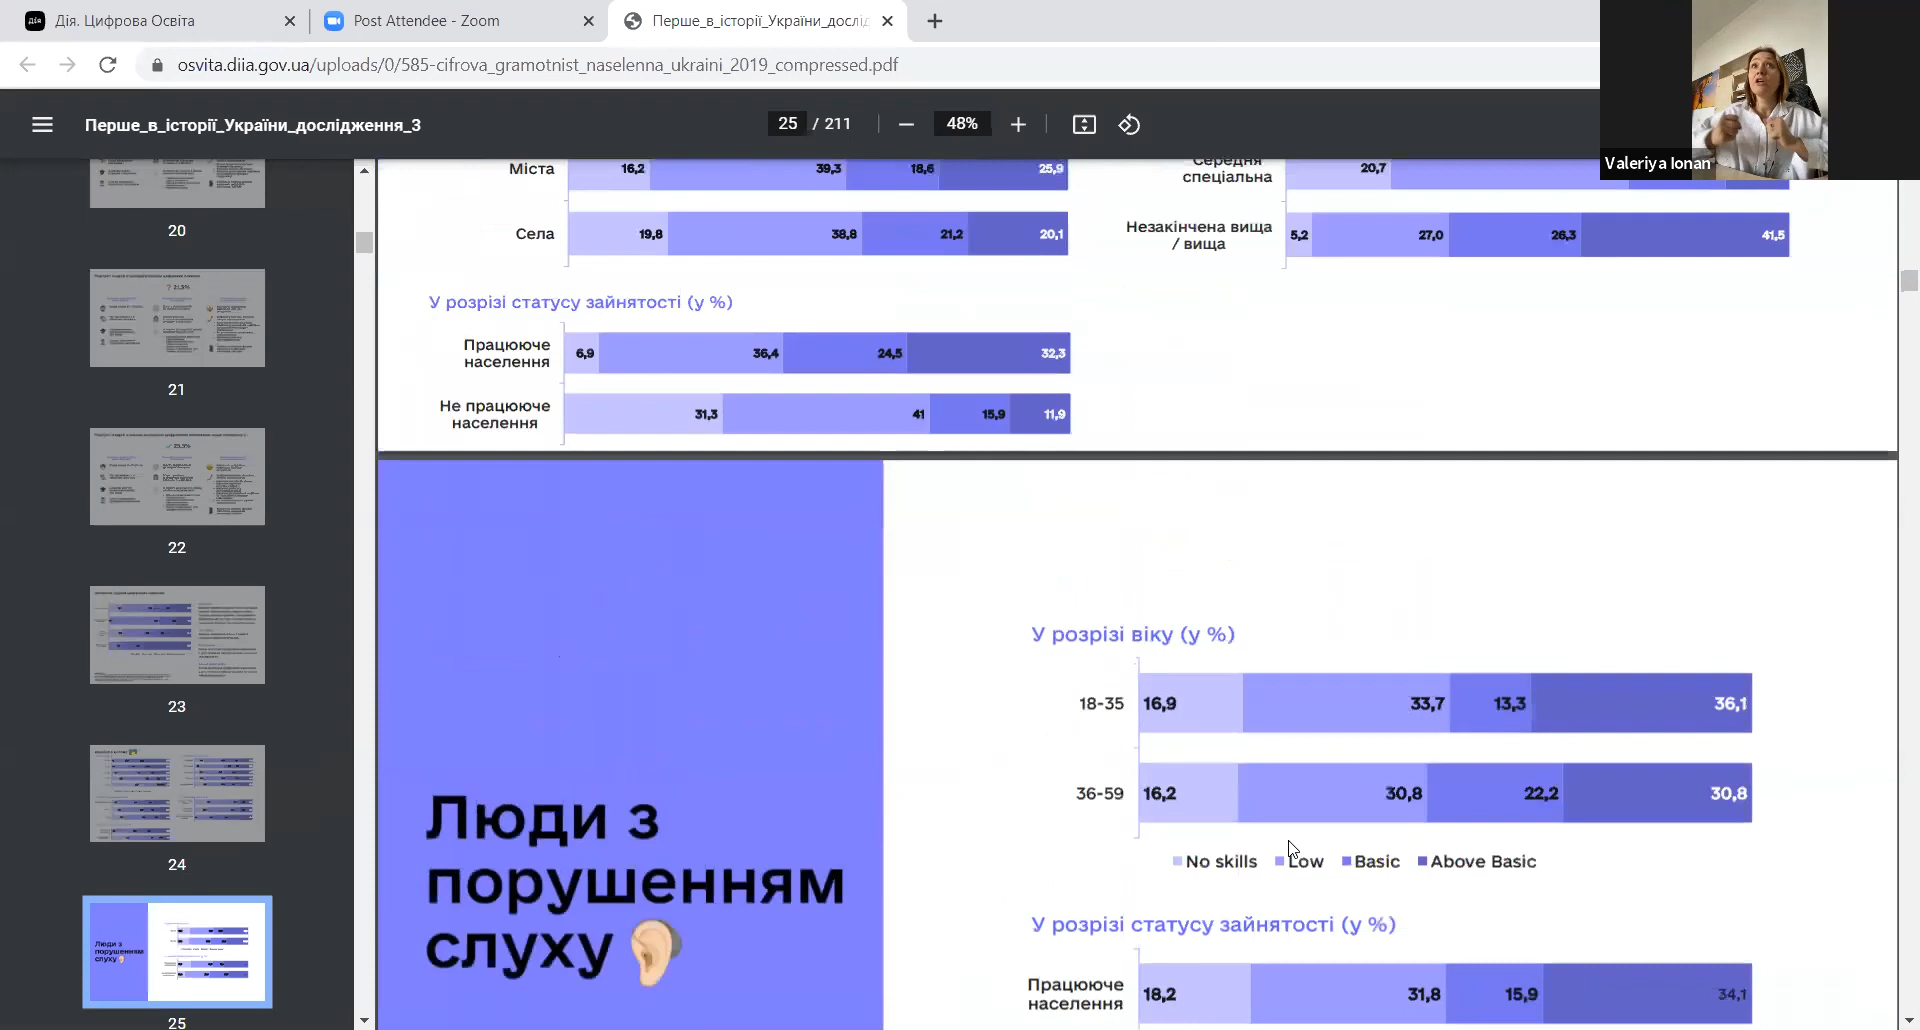 Дія. Цифрова Освіта
Post Attendee - Zoom
Перше_в_історії_України_дослі
osvita.diia.gov.ua/uploads/0/585-cifrova_gramotnist_naselenna_ukraini_2019_compressed.pdf
Перше_в_історії_України_дослідження_3
25 / 211
48%
Valeriya Ionan
20
21
22
23
24
25
Міста 16,2 39,3 18,6 25,9
Села 19,8 38,8 21,2 20,1
Середня
спеціальна 20,7
Незакінчена вища
/ вища 5,2 27,0 26,3 41,5
У розрізі статусу зайнятості (у %)
Працююче
населення 6,9 36,4 24,5 32,3
Не працююче
населення 31,3 41 15,9 11,9
Люди з
порушенням
слуху
У розрізі віку (у %)
18-35 16,9 33,7 13,3 36,1
36-59 16,2 30,8 22,2 30,8
No skills Low Basic Above Basic
У розрізі статусу зайнятості (у %)
Працююче
населення 18,2 31,8 15,9 34,1
Люди з
порушенням
слуху